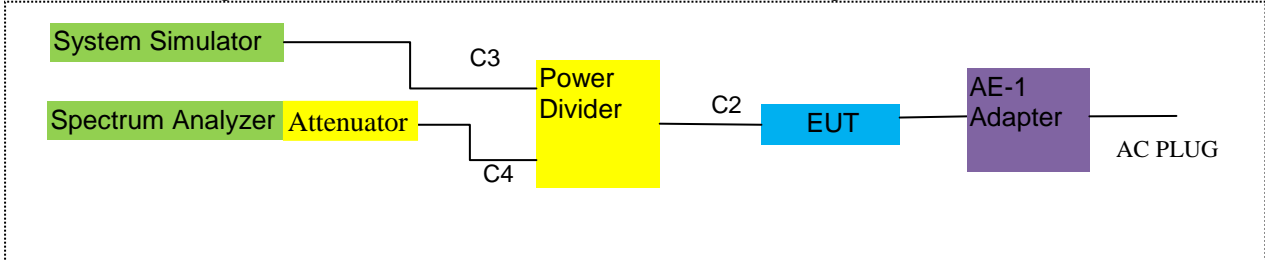 System Simulator
C3
Power
Divider
C2
AE-1
Adapter
Spectrum Analyzer
Attenuator
EUT
AC PLUG
C4